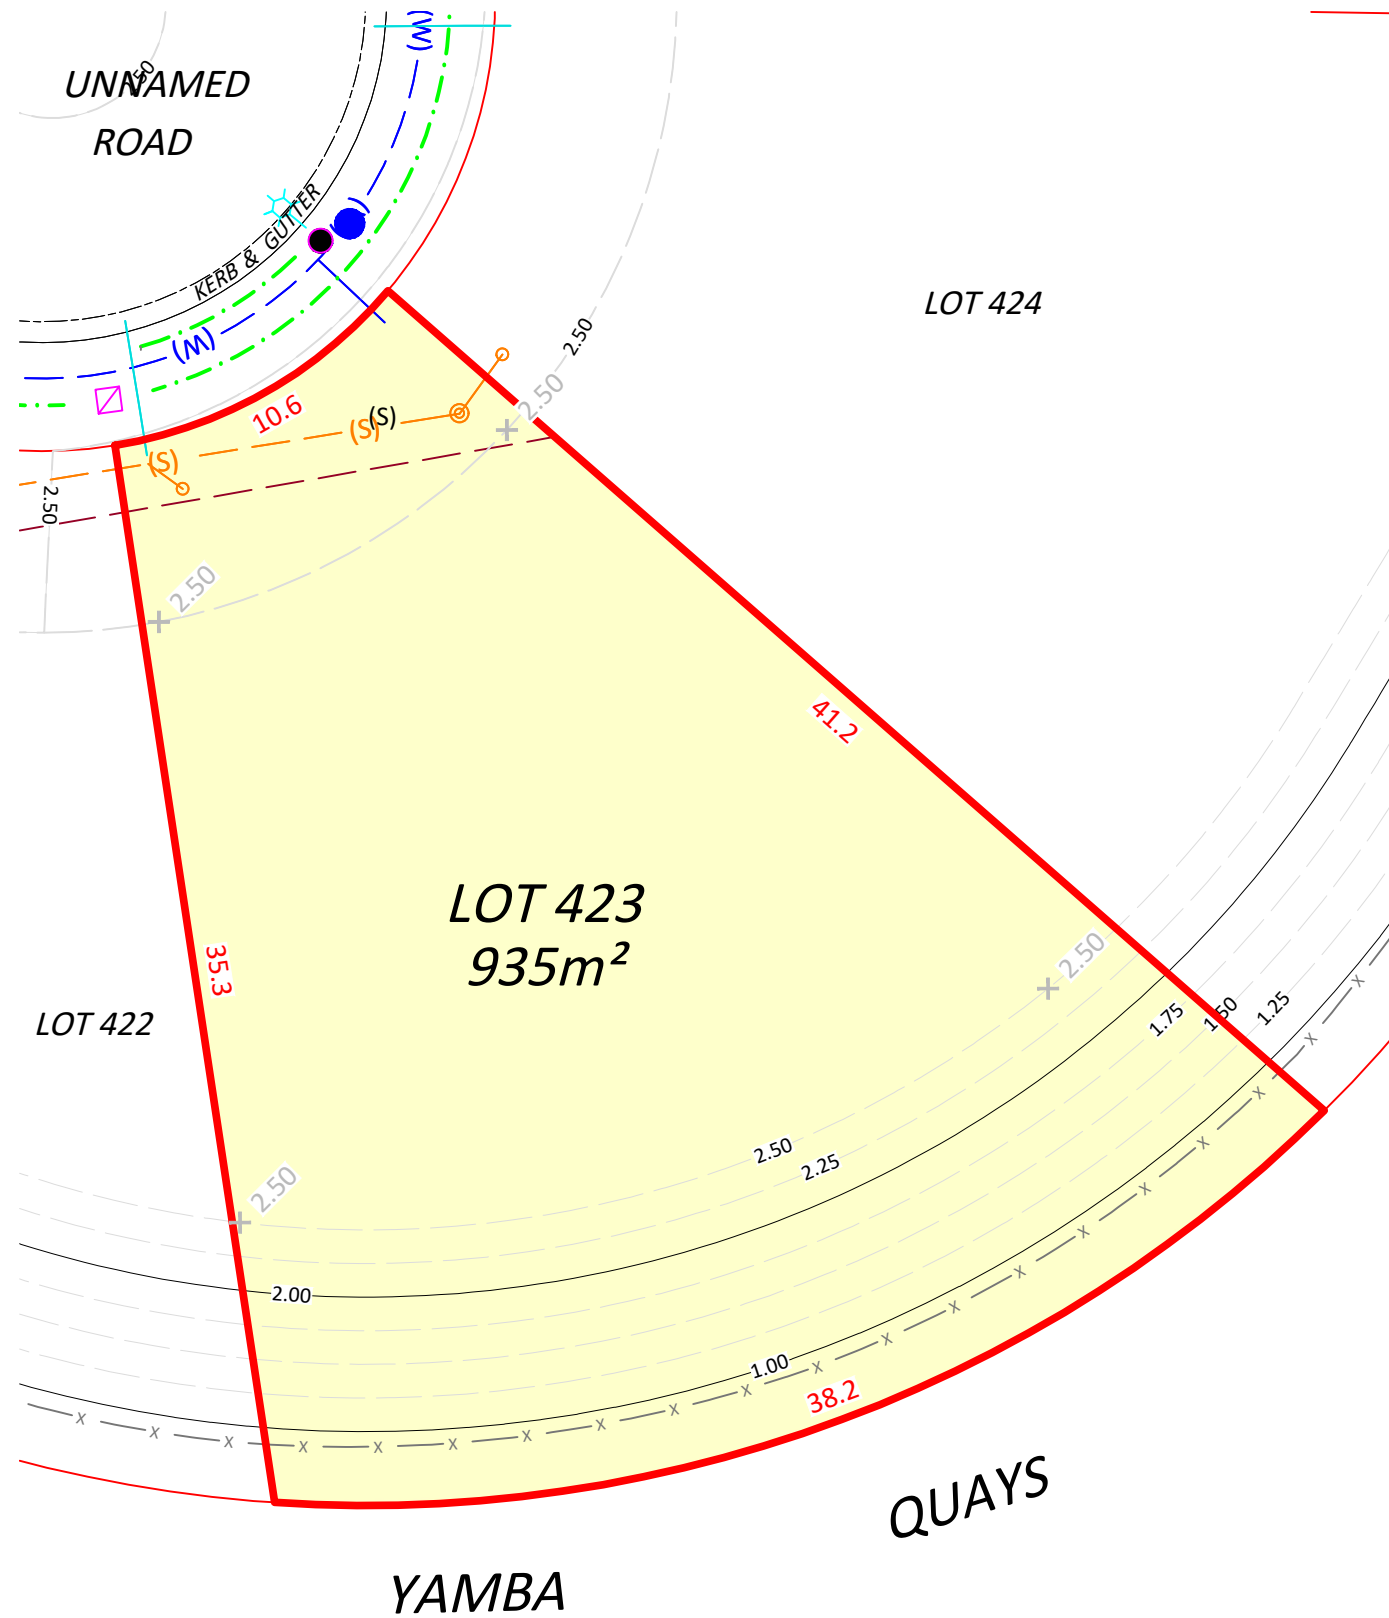 (W)
UNNAMED
2.50
ROAD
KERB & GUTTER
(W)
LOT 424
2.50
2.50
10.6
(S)
(S)
(S)
2.50
2.50
41.2
LOT 423
935m²
35.3
LOT 422
2.50
1.75
1.50
1.25
2.50
2.25
2.50
2.00
1.00
38.2
X X X X X X X X X X X X X X X X X X X X
QUAYS
YAMBA